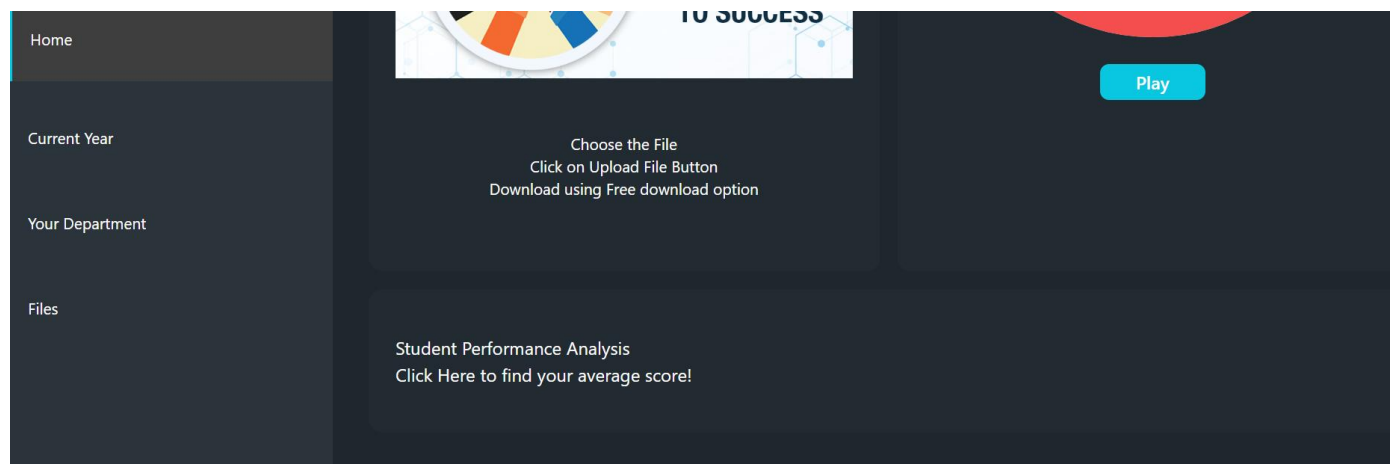 Home
Current Year
Your Department
Files
TO SUCCESS
Choose the File
Click on Upload File Button
Download using Free download option
Play
Student Performance Analysis
Click Here to find your average score!